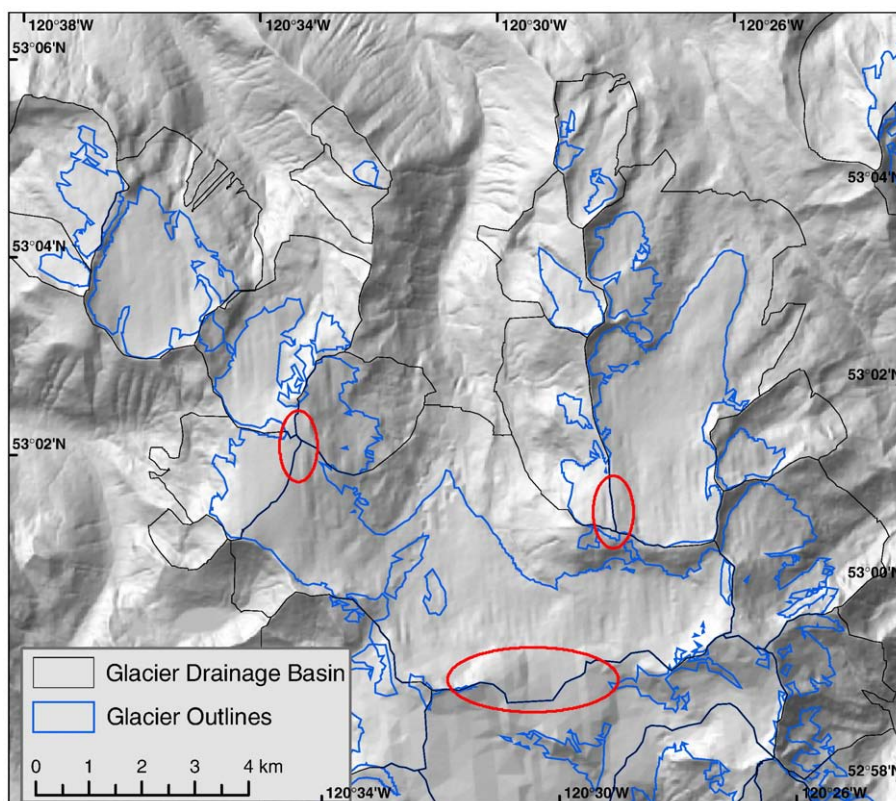 120°38'W 120°34'W 120°30'W 120°26'W
53°06'N
53°04'N
53°04'N
53°02'N
53°02'N
53°00'N
Glacier Drainage Basin
Glacier Outlines
0 1 2 3 4 km
52°58'N
120°34'W 120°30'W 120°26'W